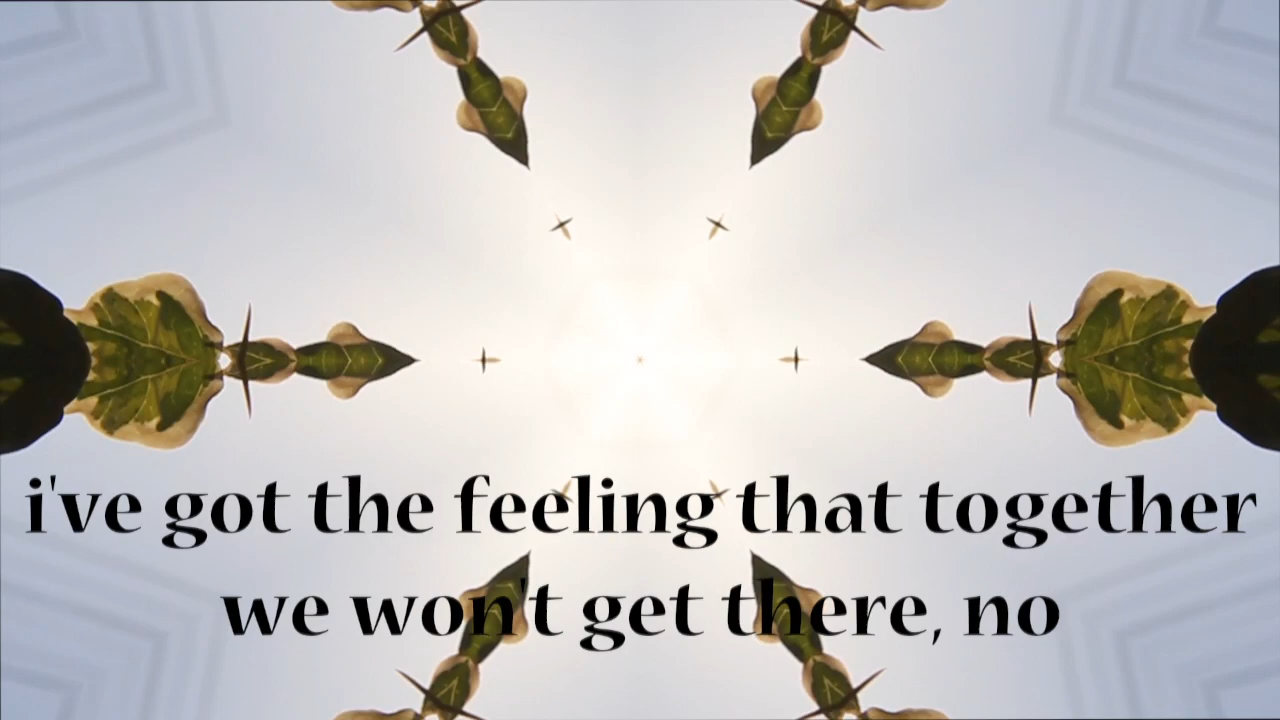 i've got the feeling that together
we won't get there, no